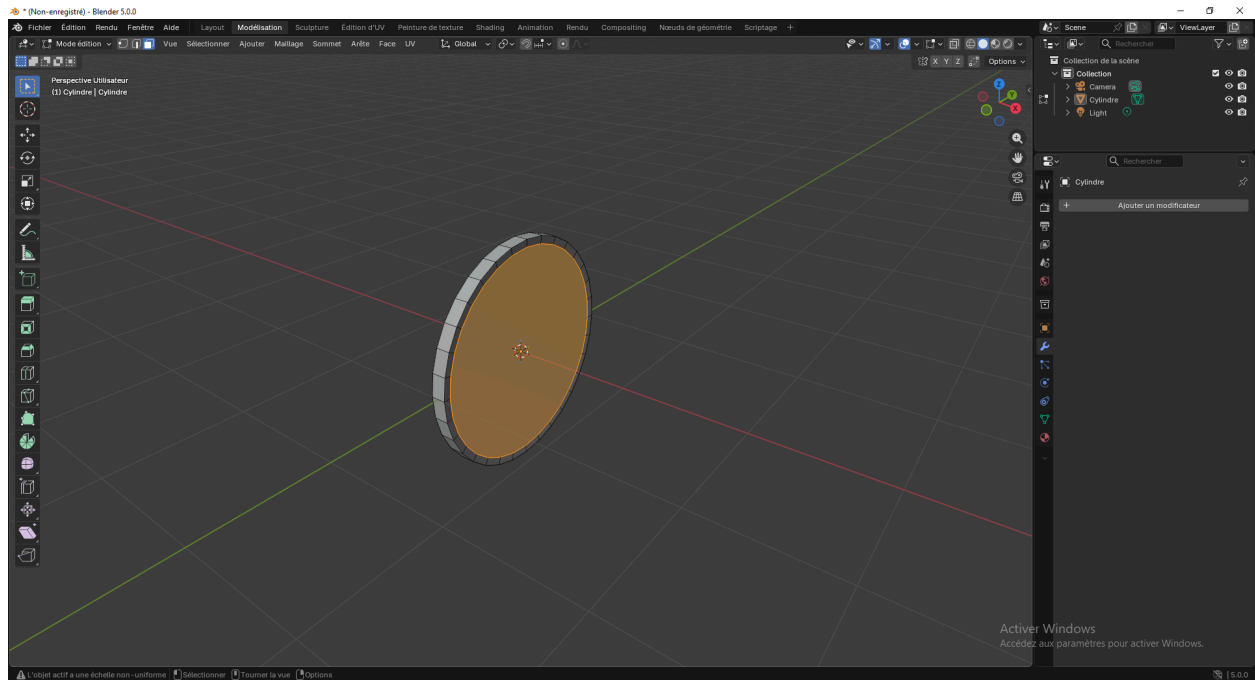 * (Non-enregistré) - Blender 5.0.0
Fichier Édition Rendu Fenêtre Aide Layout Modélisation Sculpture Édition d'UV Peinture de texture Shading Animation Rendu Compositing Nœuds de géométrie Scriptage + Scene ViewLayer
Mode édition Vue Sélectionner Ajouter Maillage Sommet Arête Face UV Global Rechercher
X Y Z Options
Collection de la scène
Perspective Utilisateur
(1) Cylindre | Cylindre
Collection
Camera
Cylindre
Light
Z
Y
X
Rechercher
Cylindre
+ Ajouter un modificateur
Activer Windows
Accédez aux paramètres pour activer Windows.
L'objet actif a une échelle non-uniforme Sélectionner Tourner la vue Options 5.0.0